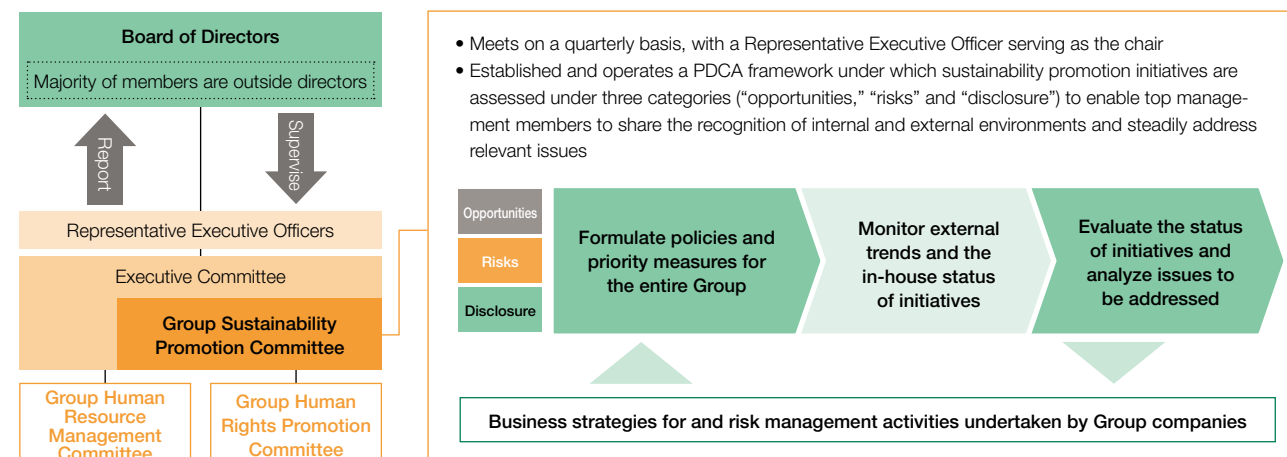 Board of Directors
Majority of members are outside directors
Report
Supervise
Representative Executive Officers
Executive Committee
Group Sustainability
Promotion Committee
Group Human
Resource
Management
Committee
Group Human
Rights Promotion
Committee
• Meets on a quarterly basis, with a Representative Executive Officer serving as the chair
• Established and operates a PDCA framework under which sustainability promotion initiatives are
assessed under three categories (“opportunities,” “risks” and “disclosure”) to enable top manage-
ment members to share the recognition of internal and external environments and steadily address
relevant issues
Opportunities
Risks
Disclosure
Formulate policies and
priority measures for
the entire Group
Monitor external
trends and the
in-house status
of initiatives
Evaluate the status
of initiatives and
analyze issues to
be addressed
Business strategies for and risk management activities undertaken by Group companies